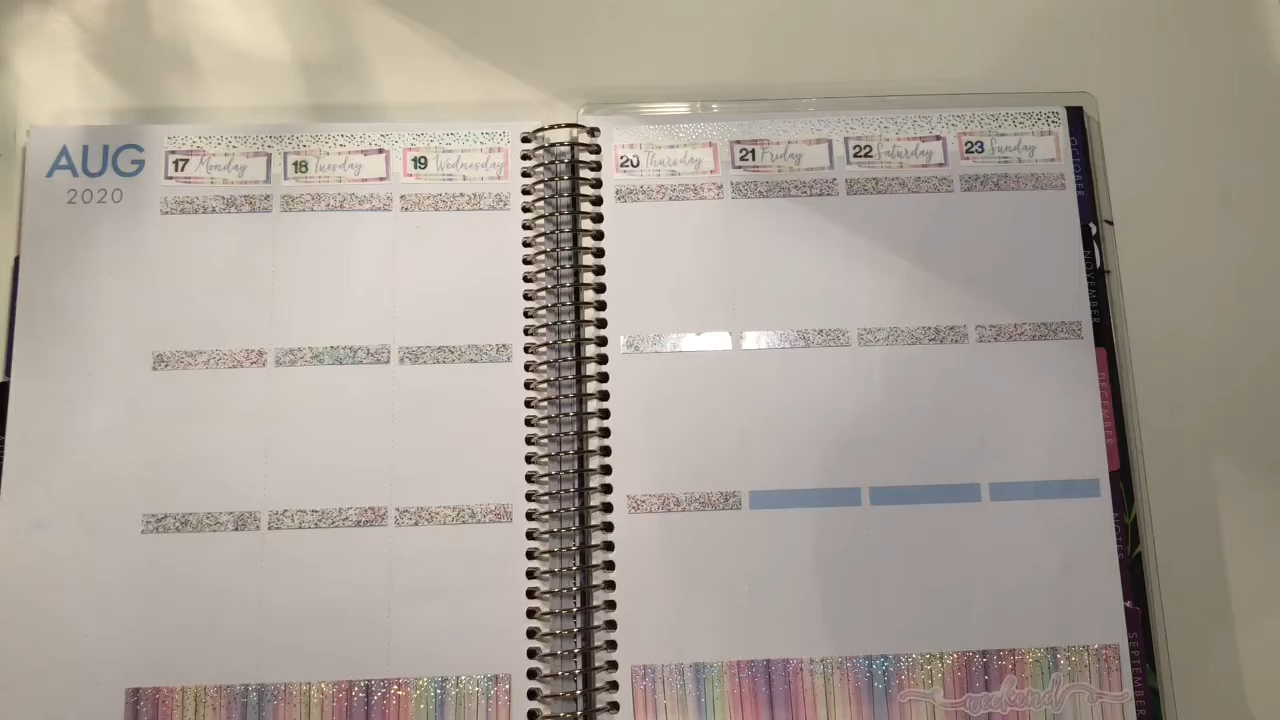 AUG
2020
17 Monday
18 Tuesday
19 Wednesday
20 Thursday
21 Friday
22 Saturday
23 Sunday
OCTOBER
NOVEMBER
DECEMBER
NOTES
SEPTEMBER
weekend